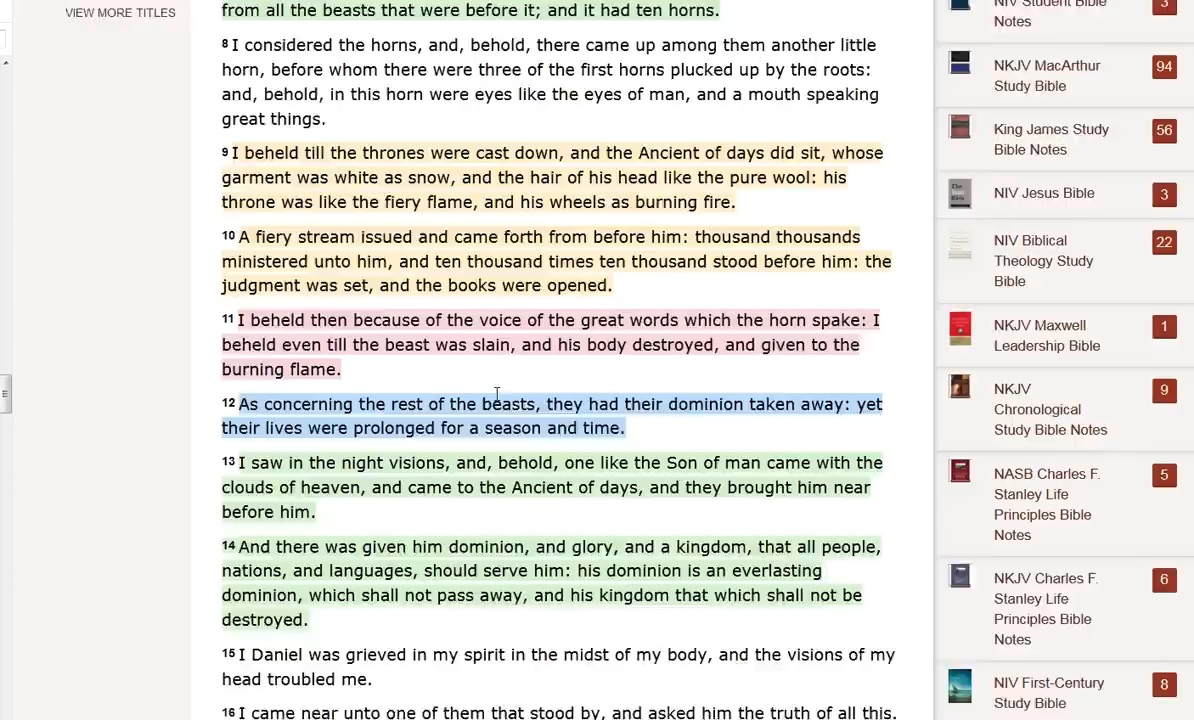 VIEW MORE TITLES
from all the beasts that were before it; and it had ten horns.
8 I considered the horns, and, behold, there came up among them another little
horn, before whom there were three of the first horns plucked up by the roots:
and, behold, in this horn were eyes like the eyes of man, and a mouth speaking
great things.
9 I beheld till the thrones were cast down, and the Ancient of days did sit, whose
garment was white as snow, and the hair of his head like the pure wool: his
throne was like the fiery flame, and his wheels as burning fire.
10 A fiery stream issued and came forth from before him: thousand thousands
ministered unto him, and ten thousand times ten thousand stood before him: the
judgment was set, and the books were opened.
11 I beheld then because of the voice of the great words which the horn spake: I
beheld even till the beast was slain, and his body destroyed, and given to the
burning flame.
12 As concerning the rest of the beasts, they had their dominion taken away: yet
their lives were prolonged for a season and time.
13 I saw in the night visions, and, behold, one like the Son of man came with the
clouds of heaven, and came to the Ancient of days, and they brought him near
before him.
14 And there was given him dominion, and glory, and a kingdom, that all people,
nations, and languages, should serve him: his dominion is an everlasting
dominion, which shall not pass away, and his kingdom that which shall not be
destroyed.
15 I Daniel was grieved in my spirit in the midst of my body, and the visions of my
head troubled me.
16 I came near unto one of them that stood by, and asked him the truth of all this.
NIV Student Bible
Notes
3
NKJV MacArthur
Study Bible
94
King James Study
Bible Notes
56
NIV Jesus Bible
3
NIV Biblical
Theology Study
Bible
22
NKJV Maxwell
Leadership Bible
1
NKJV
Chronological
Study Bible Notes
9
NASB Charles F.
Stanley Life
Principles Bible
Notes
5
NKJV Charles F.
Stanley Life
Principles Bible
Notes
6
NIV First-Century
Study Bible
8